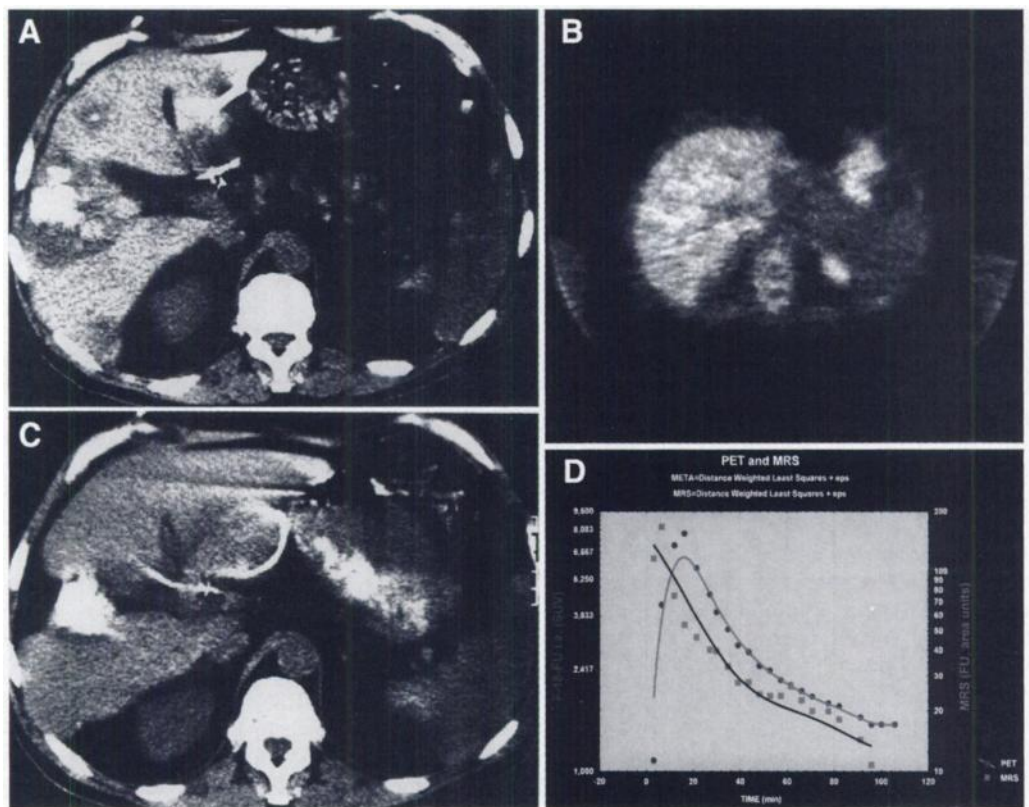 A
B
C
D
PET and MRS
META=Distance Weighted Least Squares + eps
MRS=Distance Weighted Least Squares + eps
9,600
8,083
6,667
5,250
3,833
2,417
1,000
200
100
90
80
70
60
50
40
30
20
10
MRS (FU, area units)
-20
0
20
40
60
80
100
120
TIME (min)
PET
MRS